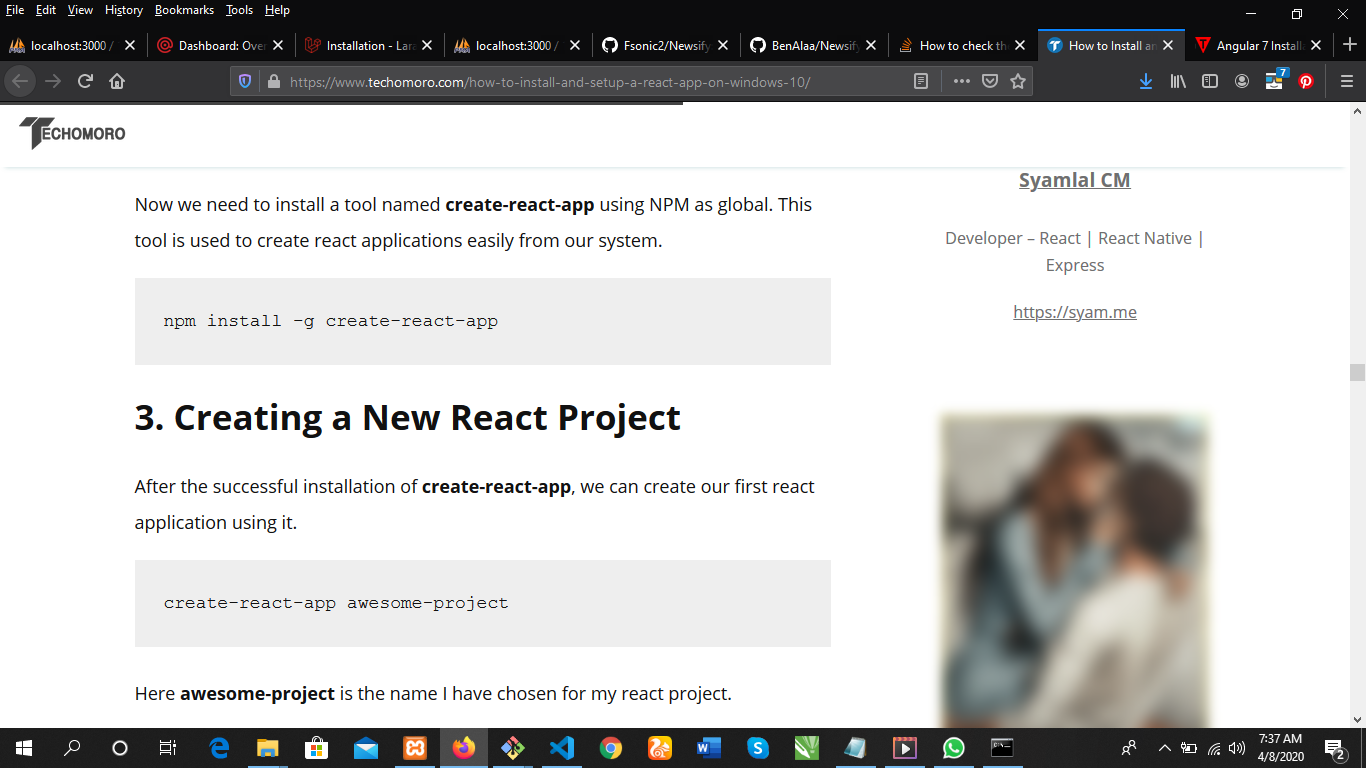 File Edit View History Bookmarks Tools Help
localhost:3000 /
Dashboard: Over
Installation - Lara
localhost:3000 /
Fsonic2/Newsify
BenAlaa/Newsify
How to check th
How to Install an
Angular 7 Install
https://www.techomoro.com/how-to-install-and-setup-a-react-app-on-windows-10/
7
TECHOMORO
Now we need to install a tool named create-react-app using NPM as global. This
tool is used to create react applications easily from our system.
npm install -g create-react-app
3. Creating a New React Project
After the successful installation of create-react-app, we can create our first react
application using it.
create-react-app awesome-project
Here awesome-project is the name I have chosen for my react project.
Syamlal CM
Developer – React | React Native |
Express
https://syam.me
7:37 AM
4/8/2020
2